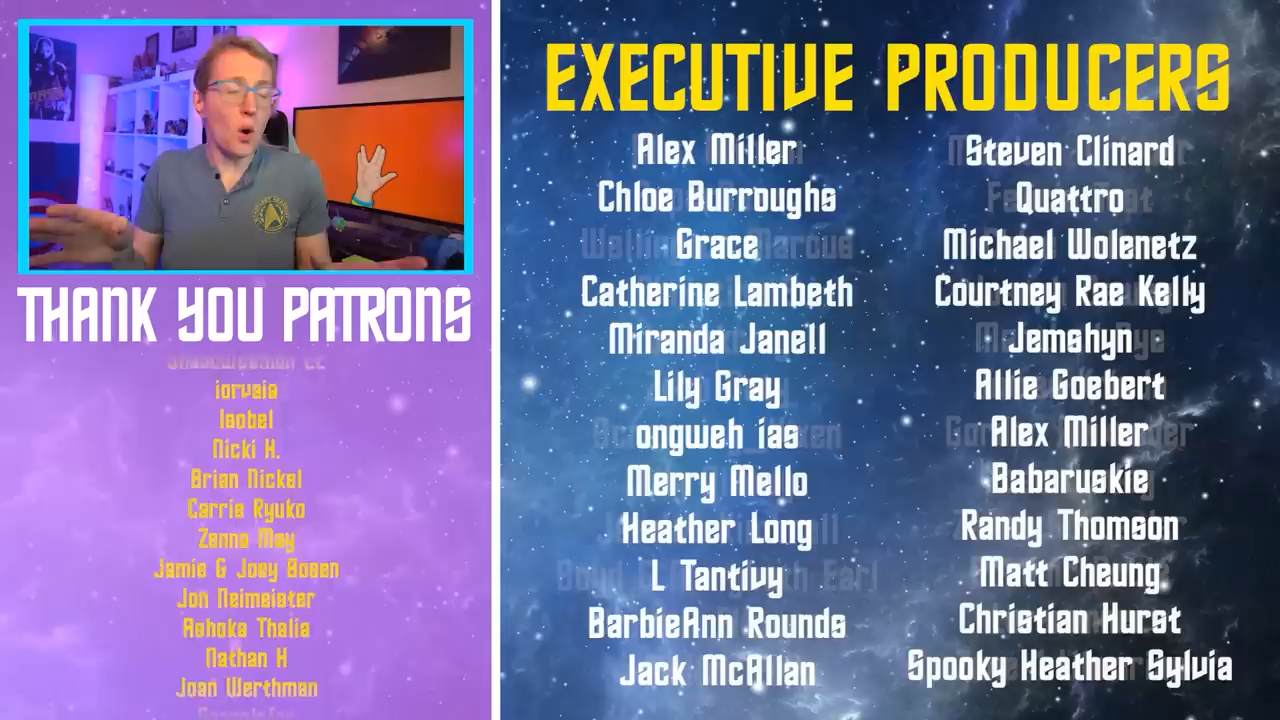 THANK YOU PATRONS
iorveia
Isobel
Nicki H.
Brian Nickel
Carrie Ryuko
Zenna May
Jamie & Joey Bosen
Jon Neimeister
Ashoka Thalia
Nathan H
Joan Werthman
EXECUTIVE PRODUCERS
Alex Miller
Chloe Burroughs
Grace
Catherine Lambeth
Miranda Janell
Lily Gray
ongweh ias
Merry Mello
Heather Long
L Tantivy
BarbieAnn Rounds
Jack McAllan
Steven Clinard
Quattro
Michael Wolenetz
Courtney Rae Kelly
Jemshyn
Allie Goebert
Alex Miller
Babaruskie
Randy Thomson
Matt Cheung
Christian Hurst
Spooky Heather Sylvia